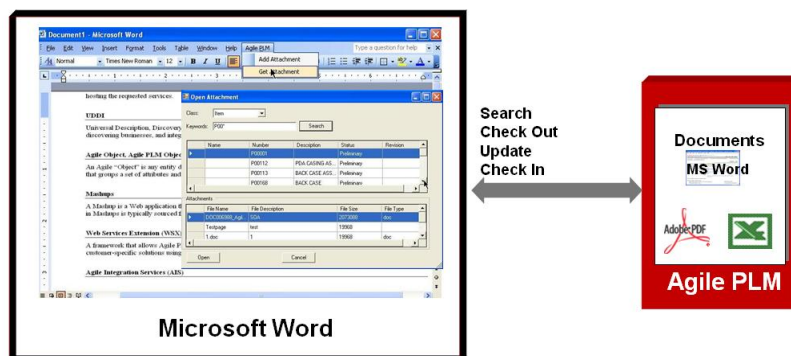 Document1 - Microsoft Word
File Edit View Insert Format Tools Table Window Help Agile PLM Type a question for help
Normal Times New Roman 12 B I U
Add Attachment
Get Attachment
hosting the requested services.
UDDI
Universal Description, Discovery
discovering businesses, and integ
Agile Object, Agile PLM Objec
An Agile "Object" is any entity d
that groups a set of attributes and
Mashups
A Mashup is a Web application th
in Mashups is typically sourced f
Web Services Extension (WSX)
A framework that allows Agile P
customer-specific solutions using
Agile Integration Services (AIS)
Open Attachment
Class: Item
Keywords: P00* Search
Name Number Description Status Revision
P00001 Preliminary
P00112 PDA CASING AS... Preliminary
P00113 BACK CASE ASS... Preliminary
P00168 BACK CASE Preliminary
Attachments
File Name File Description File Size File Type
SOA 2073088 doc
Testpage test 19968
1.doc 1 19968 doc
Open Cancel
Microsoft Word
Search
Check Out
Update
Check In
Documents
MS Word
Adobe PDF
Agile PLM